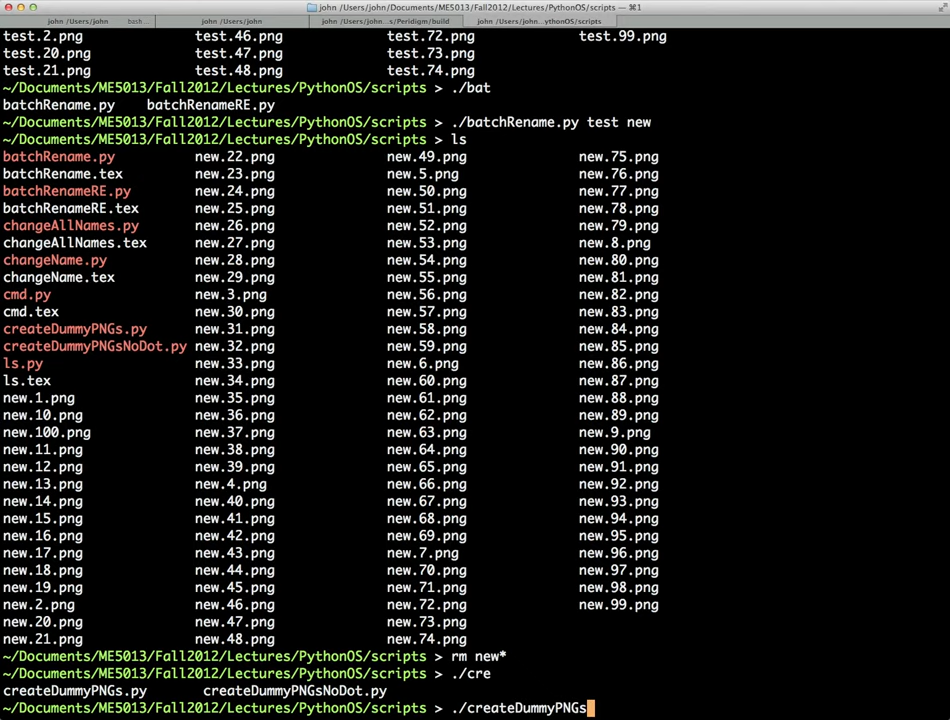 john /Users/john/Documents/ME5013/Fall2012/Lectures/PythonOS/scripts — ⌘1
john /Users/john bash ... john /Users/john john /Users/john...s/Peridigm/build john /Users/joh...ythonOS/scripts
test.2.png test.46.png test.72.png test.99.png
test.20.png test.47.png test.73.png
test.21.png test.48.png test.74.png
~/Documents/ME5013/Fall2012/Lectures/PythonOS/scripts > ./bat
batchRename.py batchRenameRE.py
~/Documents/ME5013/Fall2012/Lectures/PythonOS/scripts > ./batchRename.py test new
~/Documents/ME5013/Fall2012/Lectures/PythonOS/scripts > ls
batchRename.py new.22.png new.49.png new.75.png
batchRename.tex new.23.png new.5.png new.76.png
batchRenameRE.py new.24.png new.50.png new.77.png
batchRenameRE.tex new.25.png new.51.png new.78.png
changeAllNames.py new.26.png new.52.png new.79.png
changeAllNames.tex new.27.png new.53.png new.8.png
changeName.py new.28.png new.54.png new.80.png
changeName.tex new.29.png new.55.png new.81.png
cmd.py new.3.png new.56.png new.82.png
cmd.tex new.30.png new.57.png new.83.png
createDummyPNGs.py new.31.png new.58.png new.84.png
createDummyPNGsNoDot.py new.32.png new.59.png new.85.png
ls.py new.33.png new.6.png new.86.png
ls.tex new.34.png new.60.png new.87.png
new.1.png new.35.png new.61.png new.88.png
new.10.png new.36.png new.62.png new.89.png
new.100.png new.37.png new.63.png new.9.png
new.11.png new.38.png new.64.png new.90.png
new.12.png new.39.png new.65.png new.91.png
new.13.png new.4.png new.66.png new.92.png
new.14.png new.40.png new.67.png new.93.png
new.15.png new.41.png new.68.png new.94.png
new.16.png new.42.png new.69.png new.95.png
new.17.png new.43.png new.7.png new.96.png
new.18.png new.44.png new.70.png new.97.png
new.19.png new.45.png new.71.png new.98.png
new.2.png new.46.png new.72.png new.99.png
new.20.png new.47.png new.73.png
new.21.png new.48.png new.74.png
~/Documents/ME5013/Fall2012/Lectures/PythonOS/scripts > rm new*
~/Documents/ME5013/Fall2012/Lectures/PythonOS/scripts > ./cre
createDummyPNGs.py createDummyPNGsNoDot.py
~/Documents/ME5013/Fall2012/Lectures/PythonOS/scripts > ./createDummyPNGs